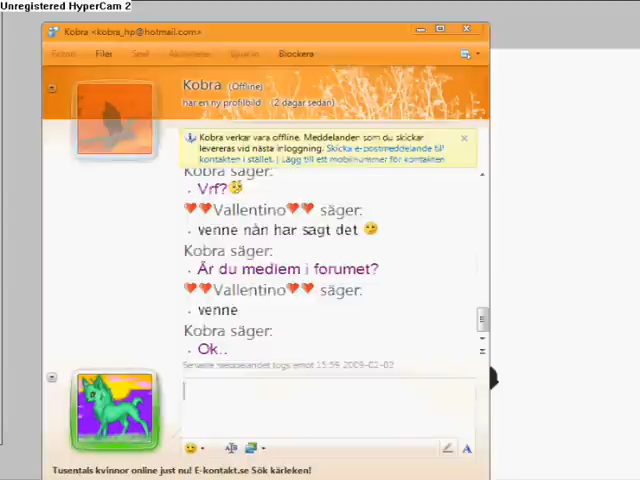 Unregistered HyperCam 2
Kobra <kobra_hp@hotmail.com>
Foton Filer Blockera
Kobra (Offline)
har en ny profilbild (2 dagar sedan)
Kobra verkar vara offline. Meddelanden som du skickar
levereras vid nästa inloggning. Skicka e-postmeddelande till
kontakten i stället. | Lägg till ett mobilnummer för kontakten
Kobra säger:
Vrf?
Vallentino säger:
venne nån har sagt det
Kobra säger:
Är du medlem i forumet?
Vallentino säger:
venne
Kobra säger:
Ok..
Senaste meddelandet togs emot 15:59 2009-02-02
Tusentals kvinnor online just nu! E-kontakt.se Sök kärleken!